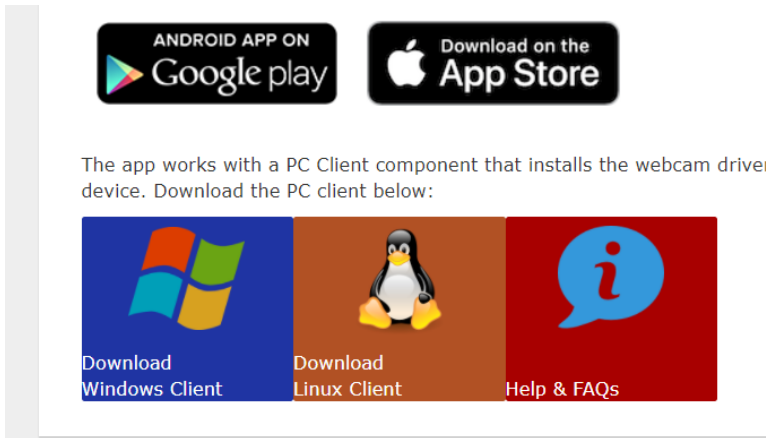 ANDROID APP ON
Google play
Download on the
App Store
The app works with a PC Client component that installs the webcam driver
device. Download the PC client below:
Download
Windows Client
Download
Linux Client
Help & FAQs